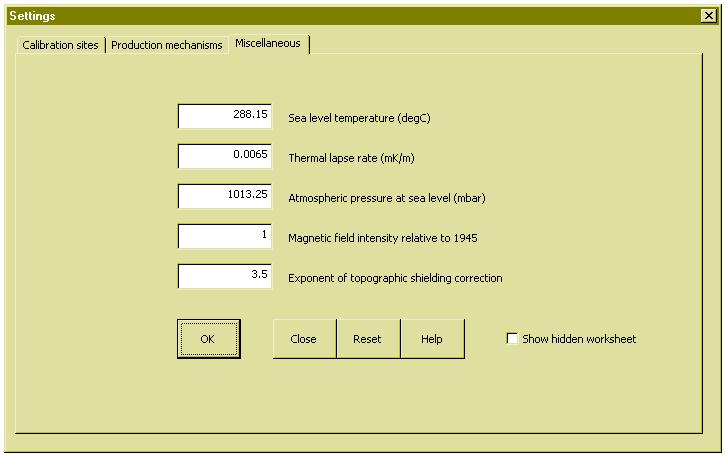 Settings
Calibration sites Production mechanisms Miscellaneous
288.15 Sea level temperature (degC)
0.0065 Thermal lapse rate (mK/m)
1013.25 Atmospheric pressure at sea level (mbar)
1 Magnetic field intensity relative to 1945
3.5 Exponent of topographic shielding correction
OK Close Reset Help Show hidden worksheet